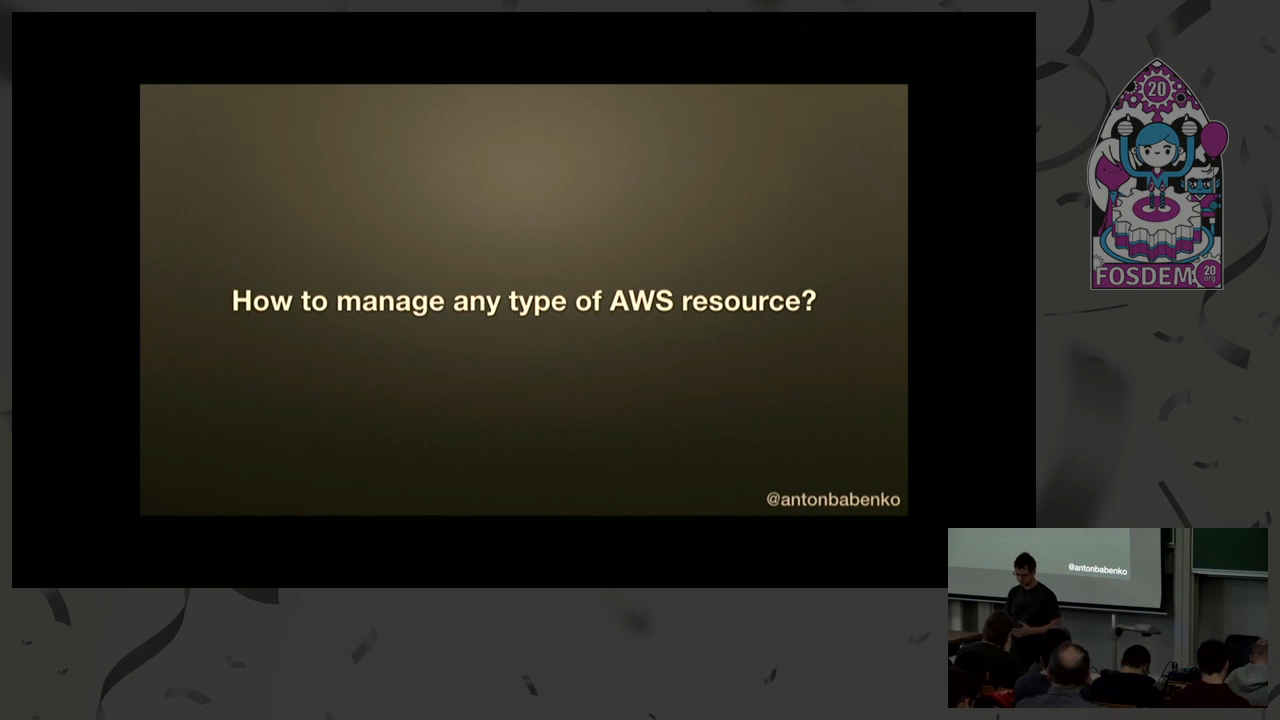 How to manage any type of AWS resource?
@antonbabenko
20
FOSDEM
20
.org
@antonbabenko